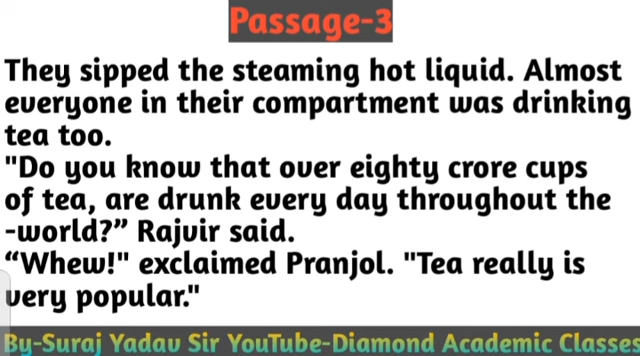 Passage-3
They sipped the steaming hot liquid. Almost
everyone in their compartment was drinking
tea too.
"Do you know that over eighty crore cups
of tea, are drunk every day throughout the
-world?” Rajvir said.
“Whew!" exclaimed Pranjol. "Tea really is
very popular."
By-Suraj Yadav Sir YouTube-Diamond Academic Classes